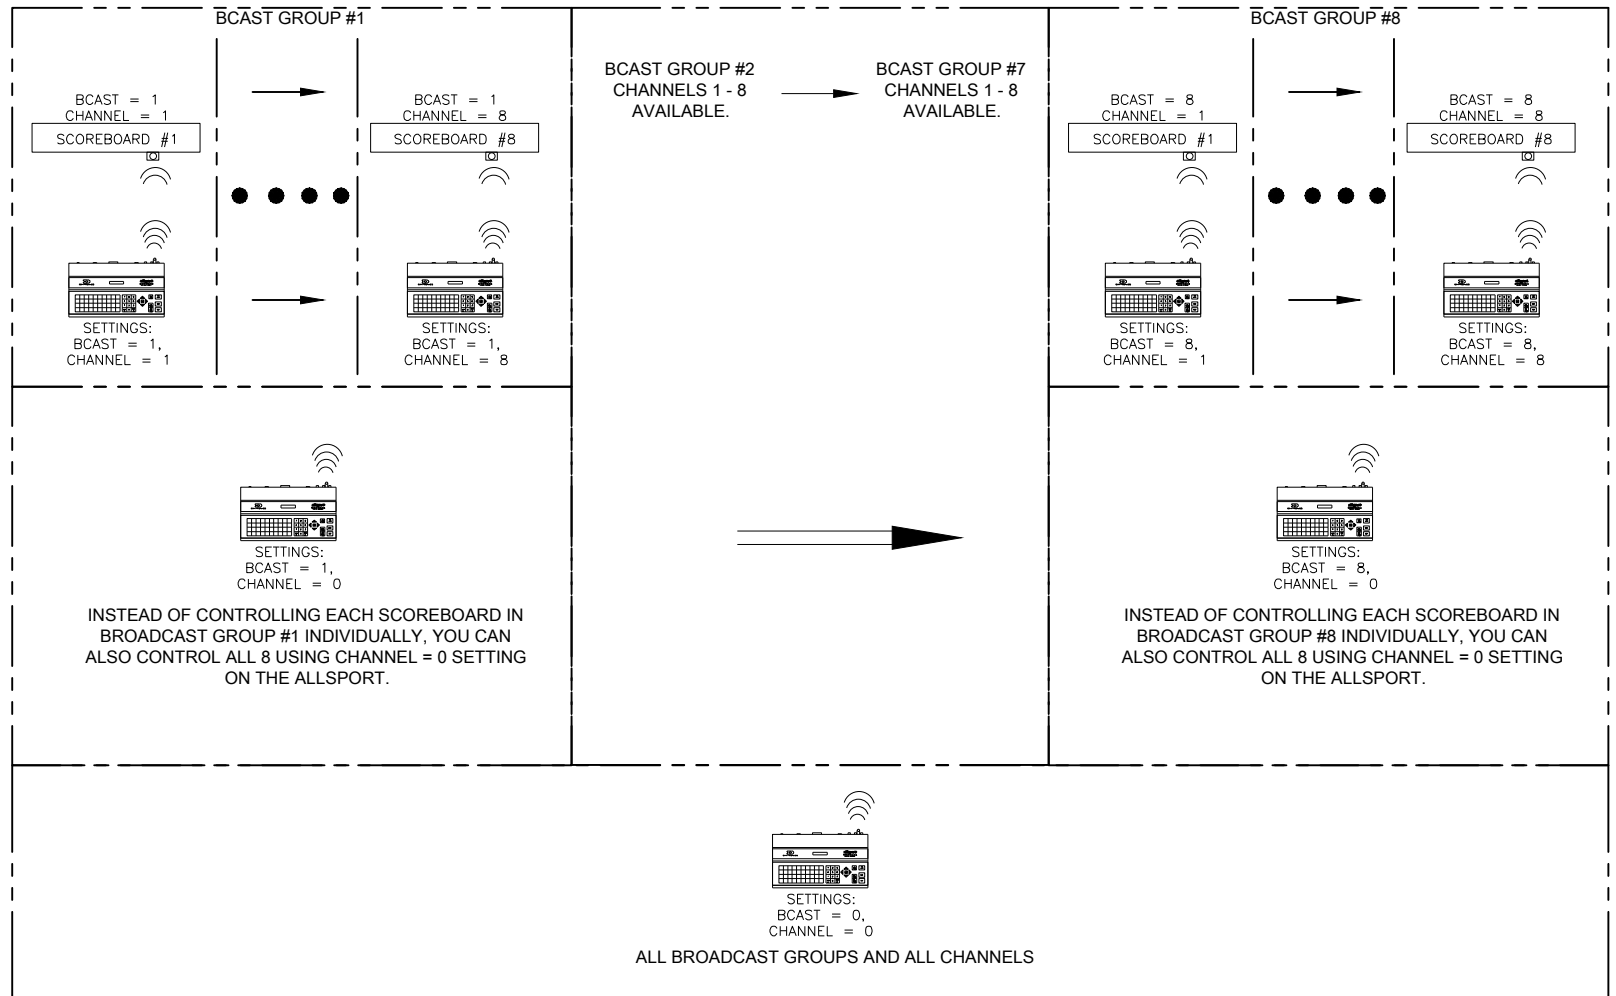 BCAST GROUP #1
BCAST = 1
CHANNEL = 1
SCOREBOARD #1
SETTINGS:
BCAST = 1,
CHANNEL = 1
BCAST = 1
CHANNEL = 8
SCOREBOARD #8
SETTINGS:
BCAST = 1,
CHANNEL = 8
BCAST GROUP #2
CHANNELS 1 - 8
AVAILABLE.
BCAST GROUP #7
CHANNELS 1 - 8
AVAILABLE.
BCAST GROUP #8
BCAST = 8
CHANNEL = 1
SCOREBOARD #1
SETTINGS:
BCAST = 8,
CHANNEL = 1
BCAST = 8
CHANNEL = 8
SCOREBOARD #8
SETTINGS:
BCAST = 8,
CHANNEL = 8
SETTINGS:
BCAST = 1,
CHANNEL = 0
INSTEAD OF CONTROLLING EACH SCOREBOARD IN
BROADCAST GROUP #1 INDIVIDUALLY, YOU CAN
ALSO CONTROL ALL 8 USING CHANNEL = 0 SETTING
ON THE ALLSPORT.
SETTINGS:
BCAST = 8,
CHANNEL = 0
INSTEAD OF CONTROLLING EACH SCOREBOARD IN
BROADCAST GROUP #8 INDIVIDUALLY, YOU CAN
ALSO CONTROL ALL 8 USING CHANNEL = 0 SETTING
ON THE ALLSPORT.
SETTINGS:
BCAST = 0,
CHANNEL = 0
ALL BROADCAST GROUPS AND ALL CHANNELS